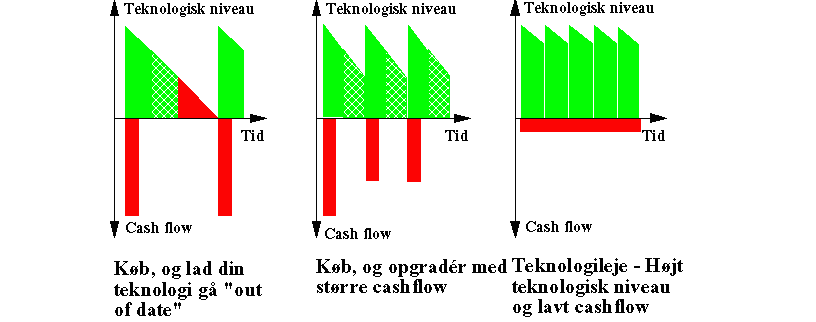 Teknologisk niveau
Tid
Cash flow
Køb, og lad din
teknologi gå "out
of date"
Teknologisk niveau
Tid
Cash flow
Køb, og opgradér med
større cashflow
Teknologisk niveau
Tid
Cash flow
Teknologileje - Højt
teknologisk niveau
og lavt cashflow